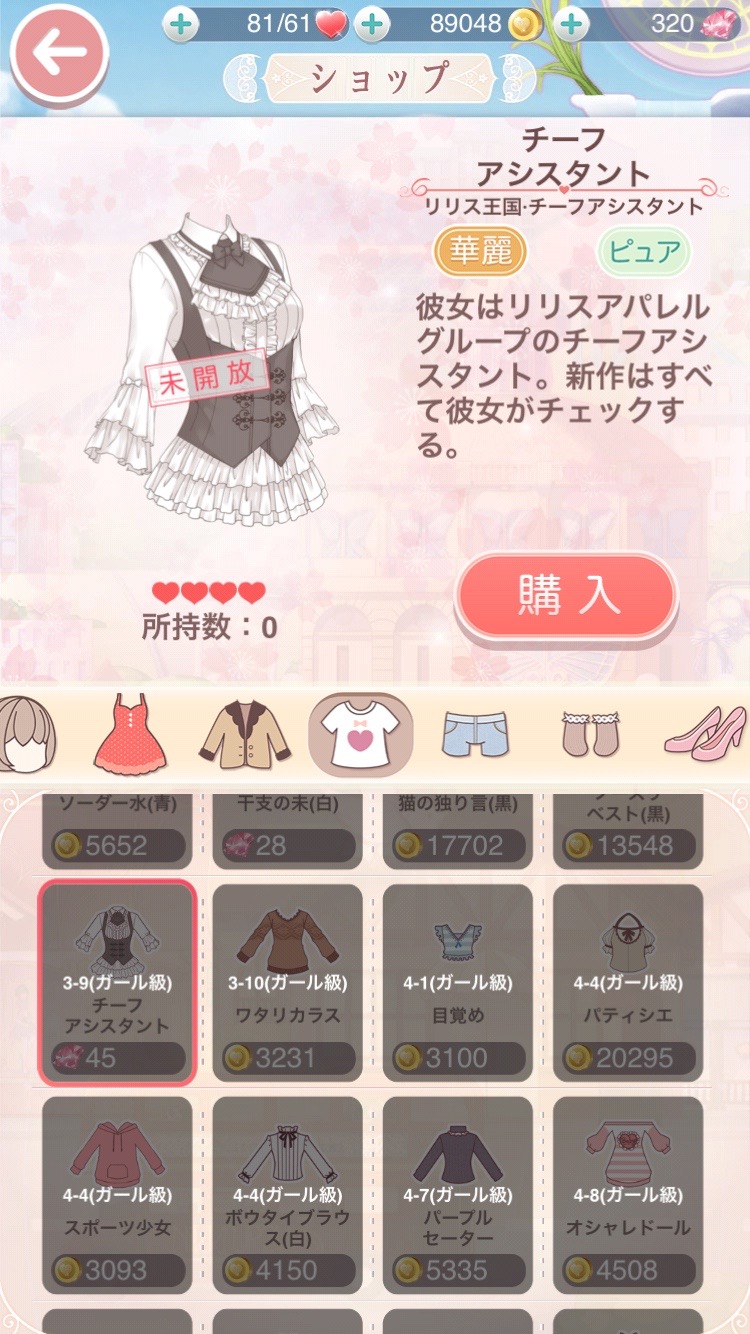 81/61
89048
320
ショップ
チーフ
アシスタント
リリス王国·チーフアシスタント
華麗
ピュア
彼女はリリスアパレル
グループのチーフアシ
スタント。新作はすべ
て彼女がチェックす
る。
未開放
所持数：0
購入
ソーダー水(青)
干支の未(白)
猫の独り言(黒)
ベスト(黒)
5652
28
17702
13548
3-9(ガール級)
チーフ
アシスタント
45
3-10(ガール級)
ワタリカラス
3231
4-1(ガール級)
目覚め
3100
4-4(ガール級)
パティシエ
20295
4-4(ガール級)
スポーツ少女
3093
4-4(ガール級)
ボウタイブラウ
ス(白)
4150
4-7(ガール級)
パープル
セーター
5335
4-8(ガール級)
オシャレドール
4508